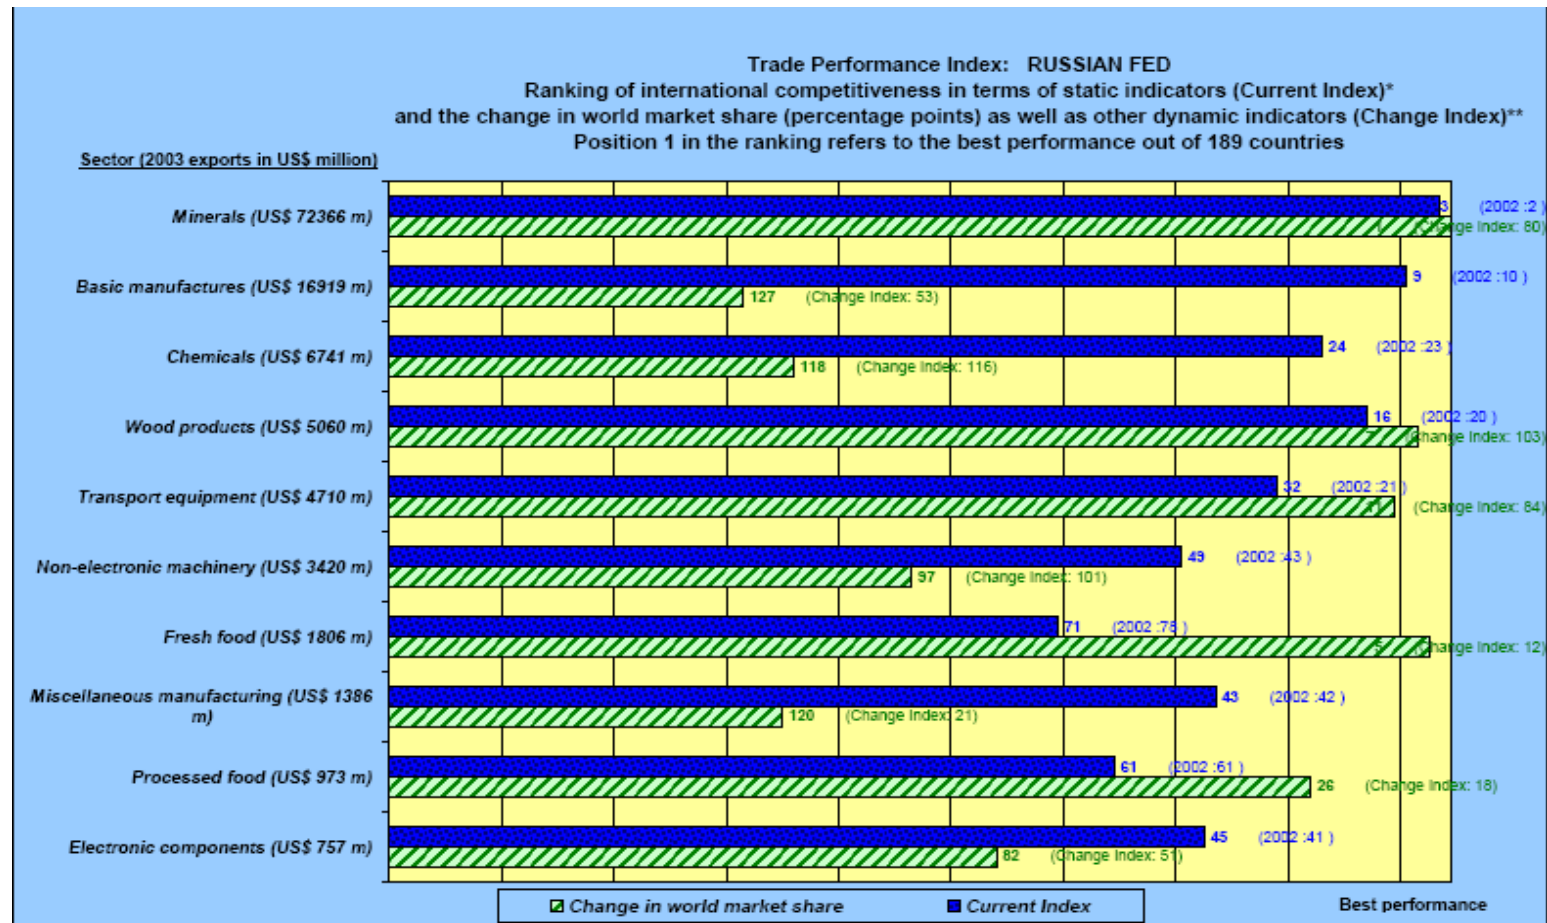 Trade Performance Index: RUSSIAN FED
Ranking of international competitiveness in terms of static indicators (Current Index)*
and the change in world market share (percentage points) as well as other dynamic indicators (Change Index)**
Position 1 in the ranking refers to the best performance out of 189 countries
Sector (2003 exports in US$ million)
Minerals (US$ 72366 m)
3 (2002 :2 )
1 (Change Index: 80)
Basic manufactures (US$ 16919 m)
9 (2002 :10 )
127 (Change Index: 53)
Chemicals (US$ 6741 m)
24 (2002 :23 )
118 (Change Index: 116)
Wood products (US$ 5060 m)
16 (2002 :20 )
7 (Change Index: 103)
Transport equipment (US$ 4710 m)
32 (2002 :21 )
11 (Change Index: 84)
Non-electronic machinery (US$ 3420 m)
49 (2002 :43 )
97 (Change Index: 101)
Fresh food (US$ 1806 m)
71 (2002 : )
5 (Change Index: 12)
Miscellaneous manufacturing (US$ 1386
m)
43 (2002 :42 )
120 (Change Index: 21)
Processed food (US$ 973 m)
61 (2002 :61 )
26 (Change Index: 18)
Electronic components (US$ 757 m)
45 (2002 :41 )
82 (Change Index: 51)
Change in world market share
Current Index
Best performance